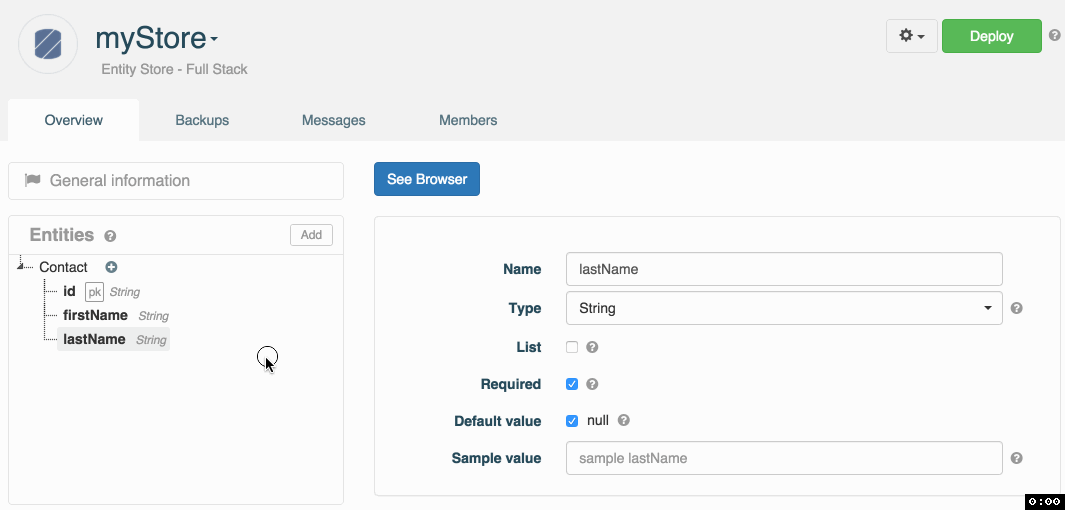 myStore
Deploy
Entity Store - Full Stack
Overview Backups Messages Members
General information
See Browser
Entities Add
Contact
id pk String
firstName String
lastName String
Name lastName
Type String
List
Required
Default value null
Sample value sample lastName
0:00